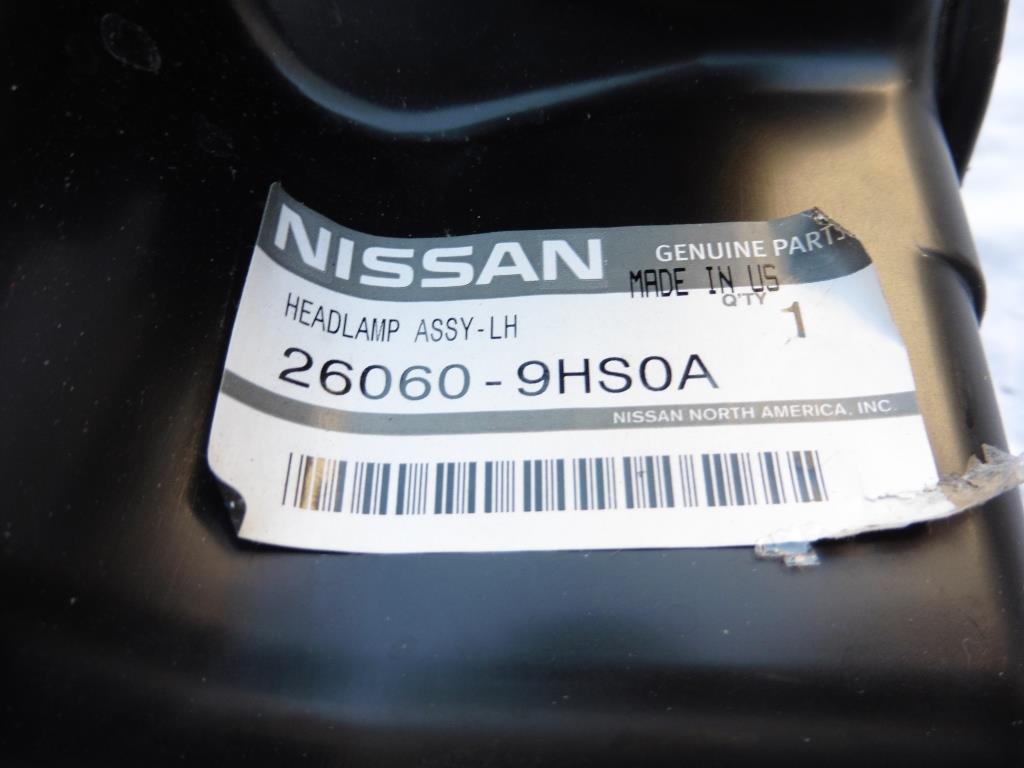 NISSAN GENUINE PARTS
MADE IN US
Q'TY
HEADLAMP ASSY-LH 1
26060-9HS0A
NISSAN NORTH AMERICA, INC.